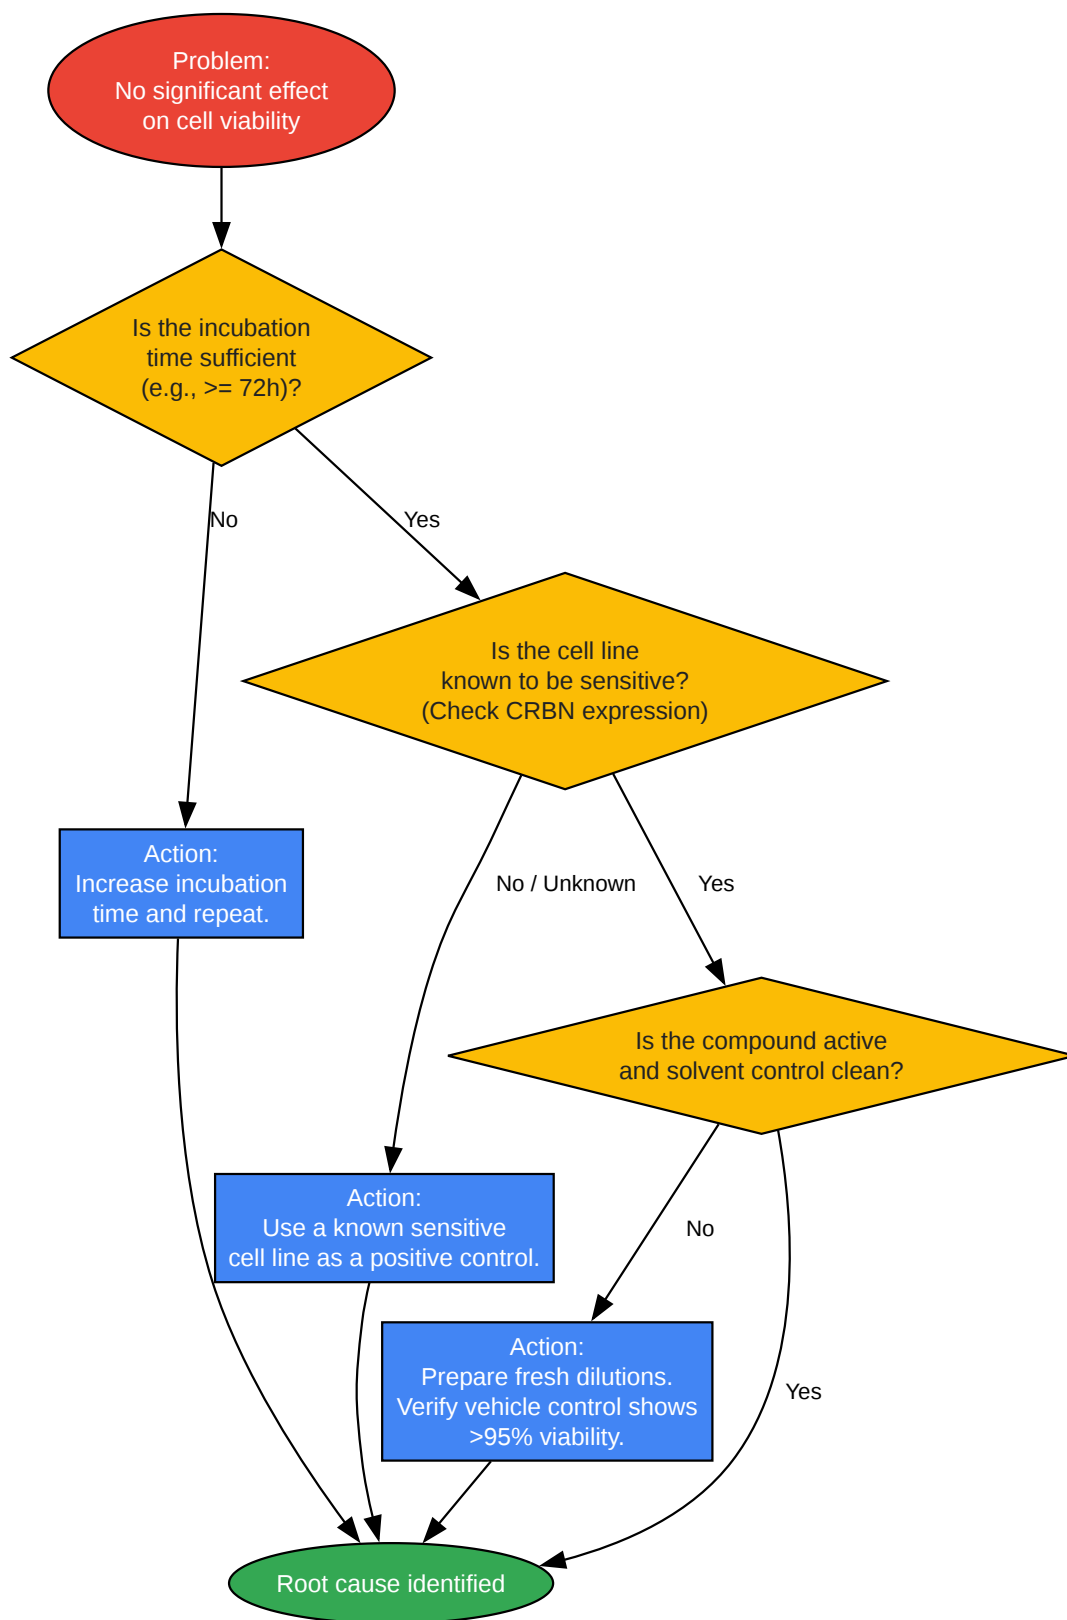 Problem:
No significant effect
on cell viability
Is the incubation
time sufficient
(e.g., >= 72h)?
No
Yes
Is the cell line
known to be sensitive?
(Check CRBN expression)
Action:
Increase incubation
time and repeat.
No / Unknown
Yes
Is the compound active
and solvent control clean?
Action:
Use a known sensitive
cell line as a positive control.
No
Action:
Prepare fresh dilutions.
Verify vehicle control shows
>95% viability.
Yes
Root cause identified